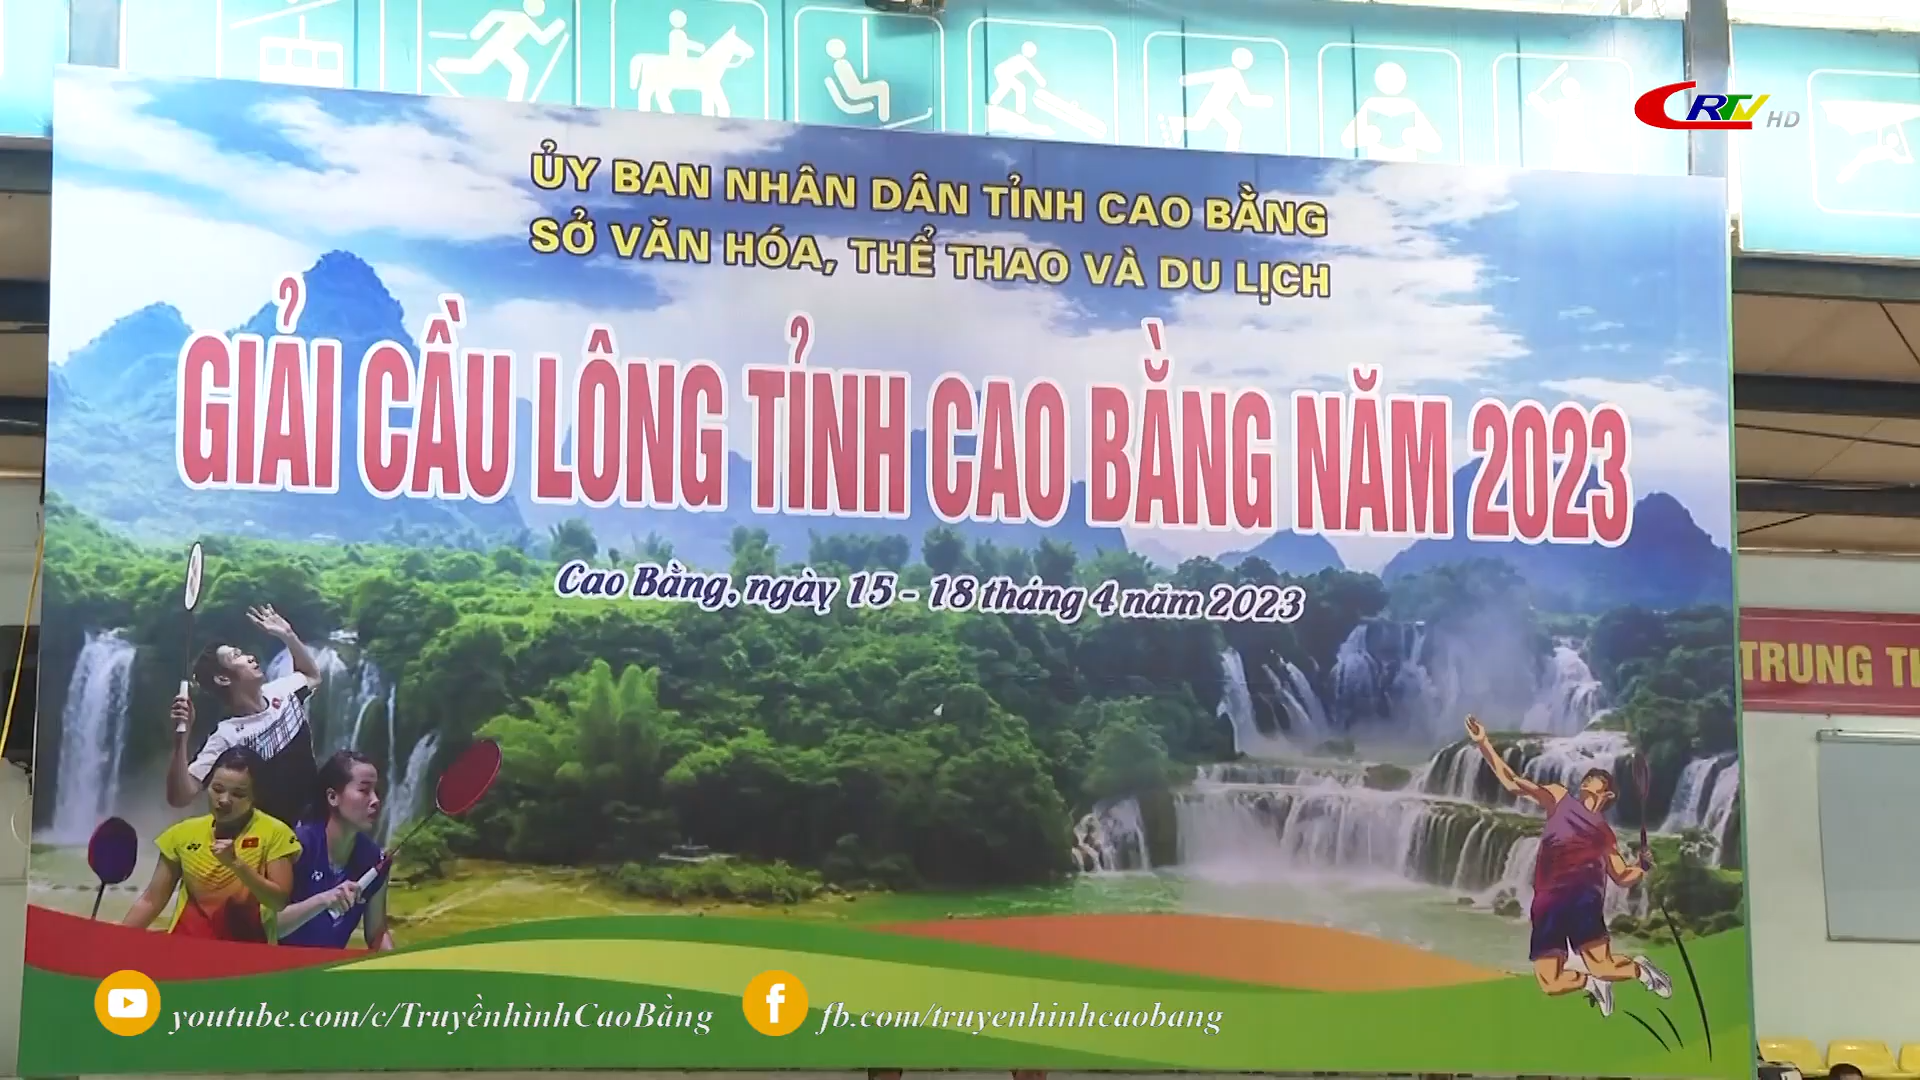 CRTV HD
ỦY BAN NHÂN DÂN TỈNH CAO BẰNG
SỞ VĂN HÓA, THỂ THAO VÀ DU LỊCH
GIẢI CẦU LÔNG TỈNH CAO BẰNG NĂM 2023
Cao Bằng, ngày 15 - 18 tháng 4 năm 2023
TRUNG
youtube.com/c/TruyềnhìnhCaoBằng
fb.com/truyenhinhcaobang